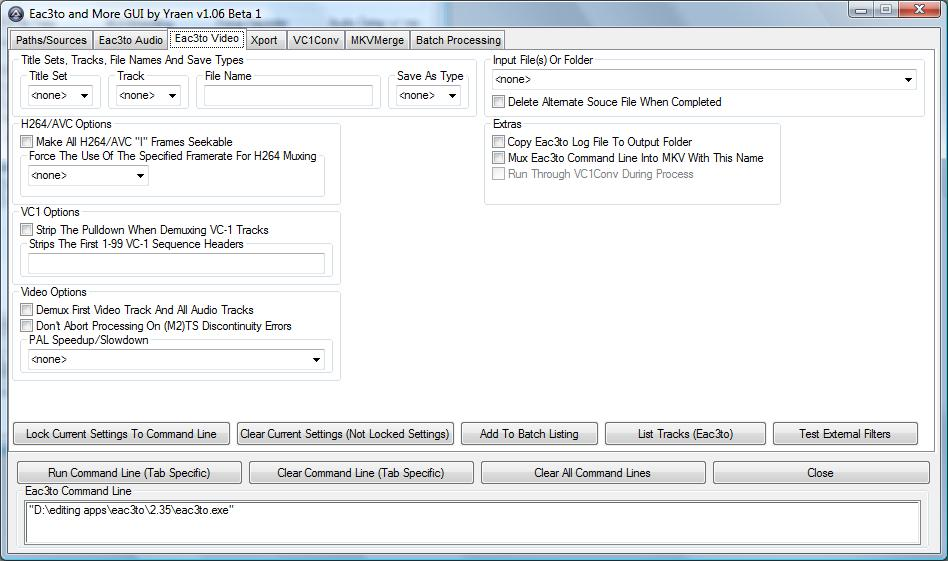 Eac3to and More GUI by Yraen v1.06 Beta 1
Paths/Sources Eac3to Audio Eac3to Video Xport VC1Conv MKVMerge Batch Processing
Title Sets, Tracks, File Names And Save Types
Title Set Track File Name Save As Type
<none> <none> <none>
Input File(s) Or Folder
<none>
Delete Alternate Souce File When Completed
H264/AVC Options
Make All H264/AVC "I" Frames Seekable
Force The Use Of The Specified Framerate For H264 Muxing
<none>
Extras
Copy Eac3to Log File To Output Folder
Mux Eac3to Command Line Into MKV With This Name
Run Through VC1Conv During Process
VC1 Options
Strip The Pulldown When Demuxing VC-1 Tracks
Strips The First 1-99 VC-1 Sequence Headers
Video Options
Demux First Video Track And All Audio Tracks
Don't Abort Processing On (M2)TS Discontinuity Errors
PAL Speedup/Slowdown
<none>
Lock Current Settings To Command Line Clear Current Settings (Not Locked Settings) Add To Batch Listing List Tracks (Eac3to) Test External Filters
Run Command Line (Tab Specific) Clear Command Line (Tab Specific) Clear All Command Lines Close
Eac3to Command Line
"D:\editing apps\eac3to\2.35\eac3to.exe"